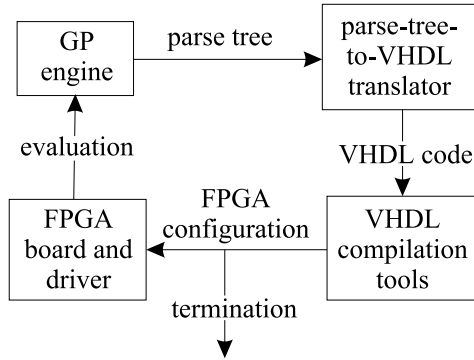 GP
engine
parse tree
parse-tree-
to-VHDL
translator
evaluation
VHDL code
FPGA
board and
driver
FPGA
configuration
VHDL
compilation
tools
termination